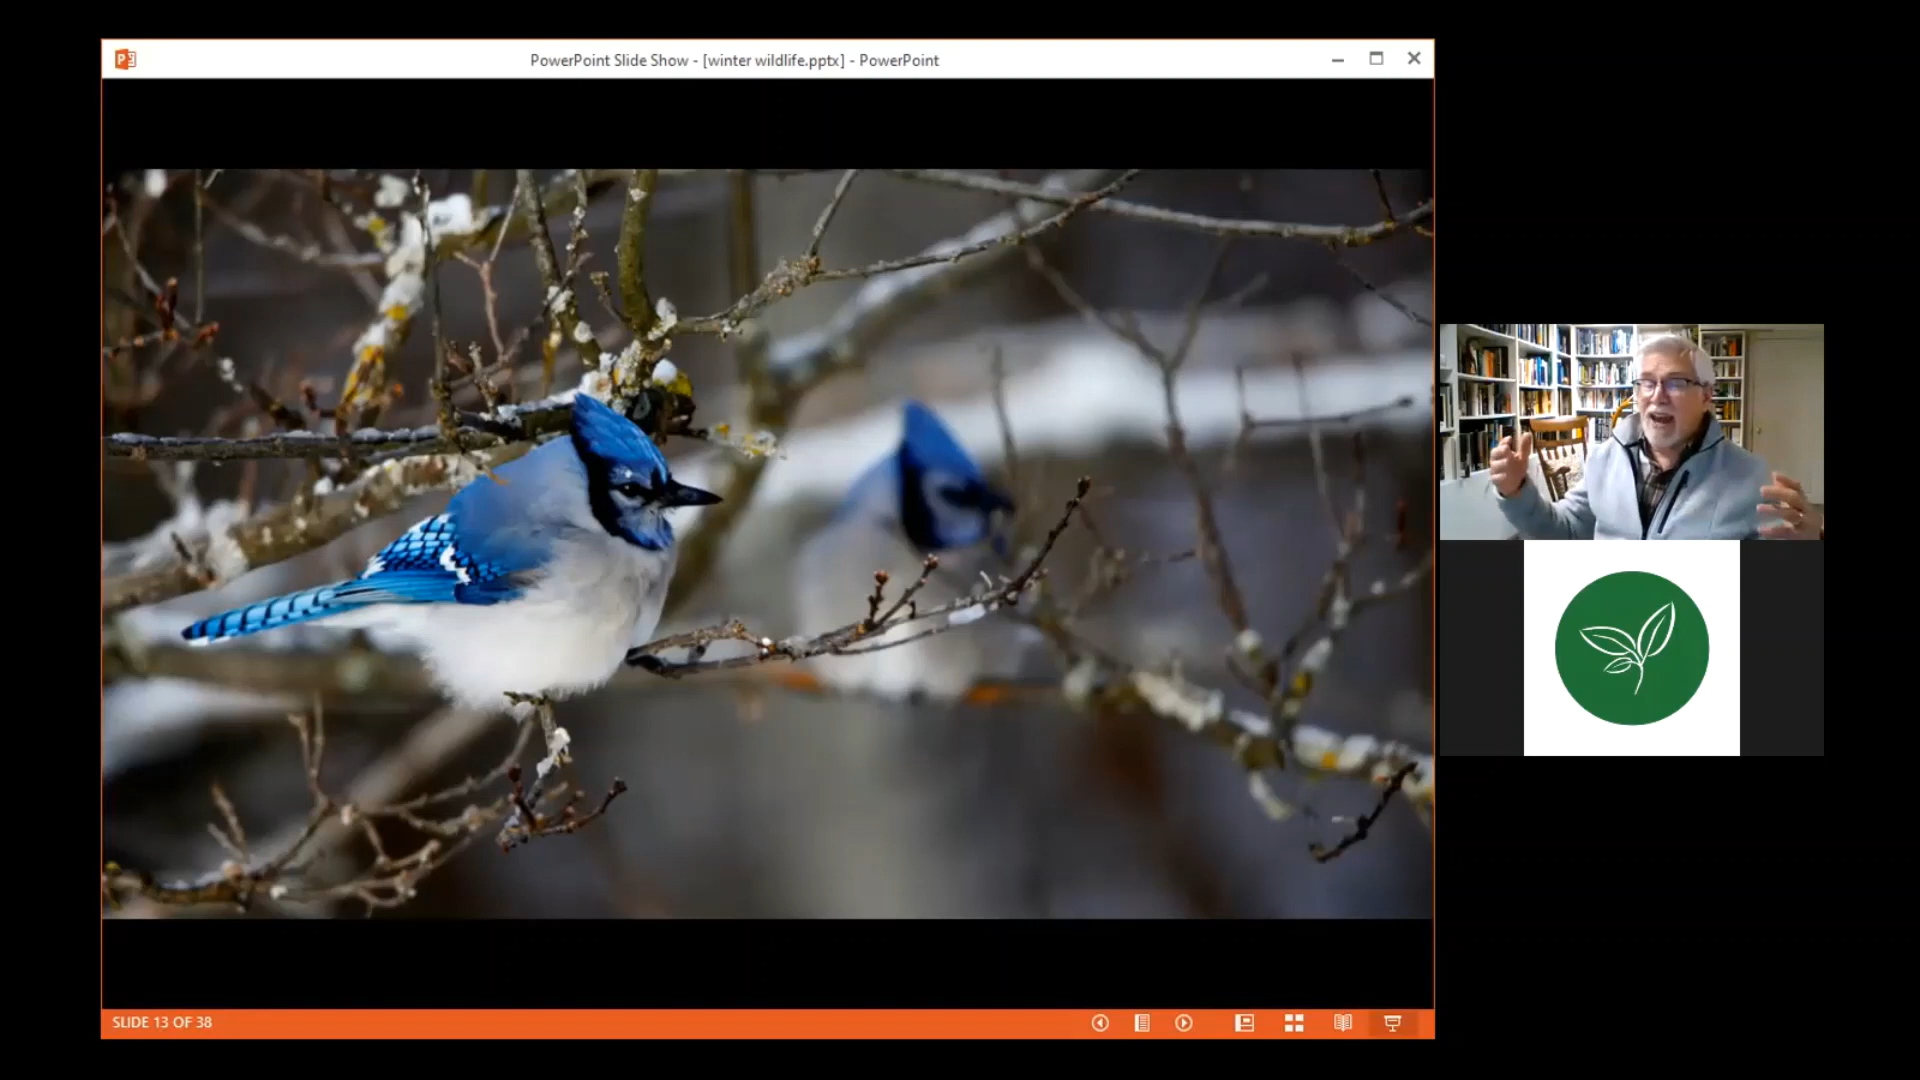 PowerPoint Slide Show - [winter wildlife.pptx] - PowerPoint
SLIDE 13 OF 38